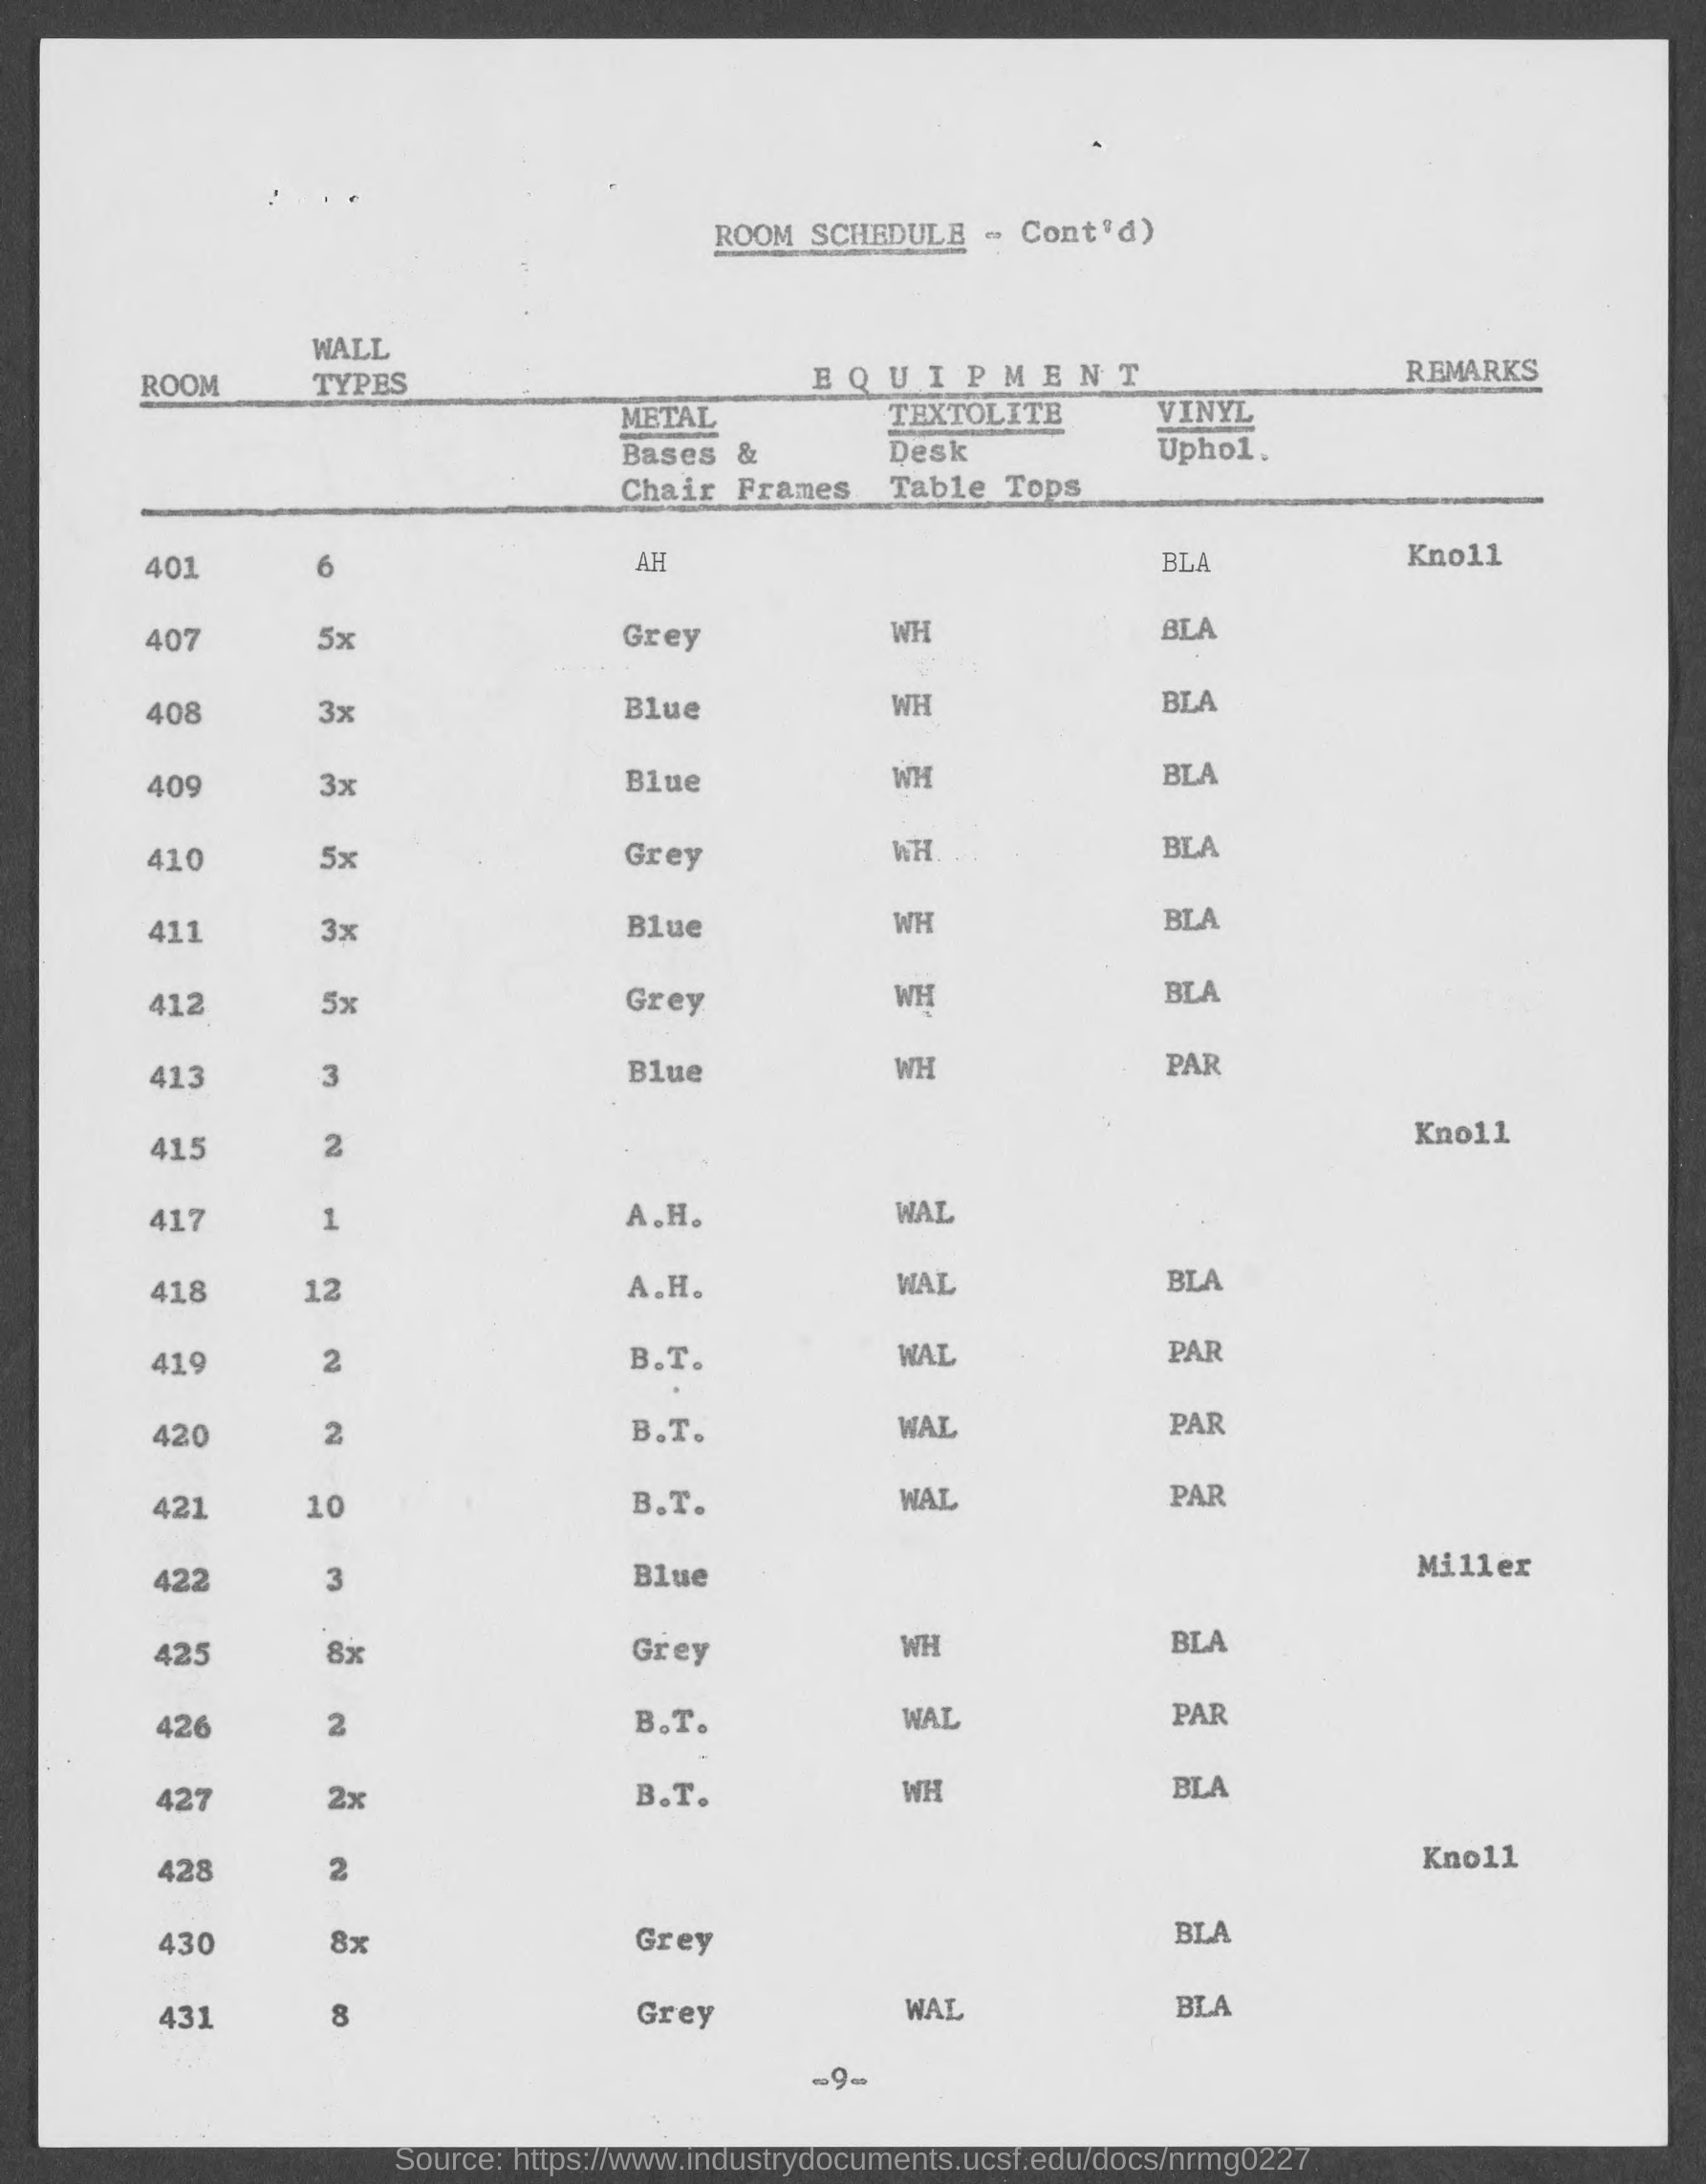 ROOM SCHEDULE - Cont'd)
WALL
ROOM TYPES E Q U I P M E N T REMARKS
METAL TEXTOLITE VINYL
Bases & Desk Uphol.
Chair Frames Table Tops
401 6 AH BLA Knoll
407 5x Grey WH BLA
408 3x Blue WH BLA
409 3x Blue WH BLA
410 5x Grey WH BLA
411 3x Blue WH BLA
412 5x Grey WH BLA
413 3 Blue WH PAR
415 2 Knoll
417 1 A.H. WAL
418 12 A.H. WAL BLA
419 2 B.T. WAL PAR
420 2 B.T. WAL PAR
421 10 B.T. WAL PAR
422 3 Blue Miller
425 8x Grey WH BLA
426 2 B.T. WAL PAR
427 2x B.T. WH BLA
428 2 Knoll
430 8x Grey BLA
431 8 Grey WAL BLA
-9-
Source: https://www.industrydocuments.ucsf.edu/docs/nrmg0227